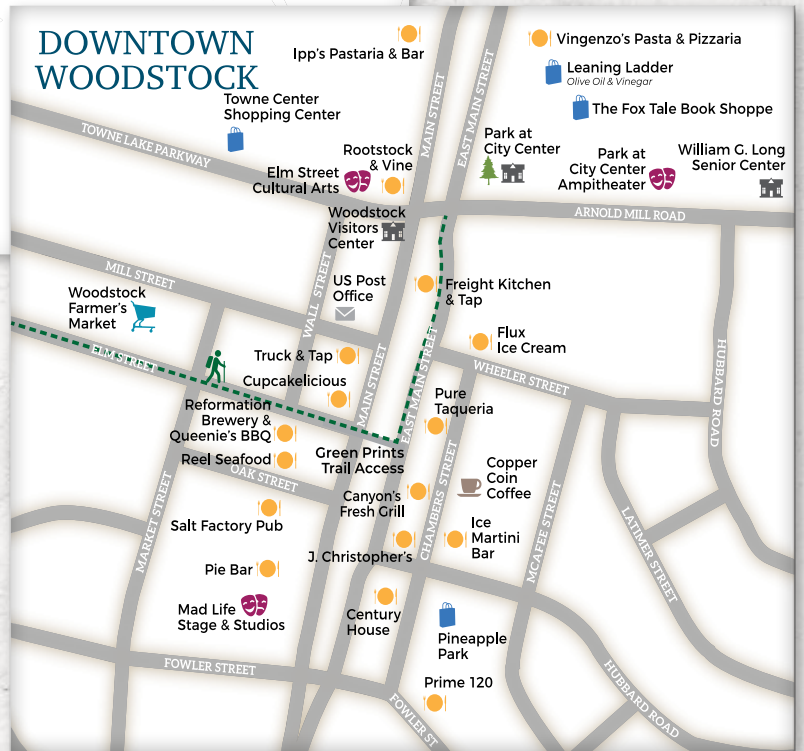 DOWNTOWN
WOODSTOCK
Ipp's Pastaria & Bar
MAIN STREET
EAST MAIN STREET
Vingenzo's Pasta & Pizzaria
Leaning Ladder
Olive Oil & Vinegar
The Fox Tale Book Shoppe
Towne Center
Shopping Center
TOWNE LAKE PARKWAY
Rootstock
& Vine
Elm Street
Cultural Arts
Park at
City Center
Park at
City Center
Ampitheater
William G. Long
Senior Center
Woodstock
Visitors
Center
ARNOLD MILL ROAD
MILL STREET
WALL STREET
US Post
Office
Freight Kitchen
& Tap
Woodstock
Farmer's
Market
ELM STREET
Truck & Tap
Cupcakelicious
MAIN STREET
EAST MAIN STREET
Flux
Ice Cream
WHEELER STREET
HUBBARD ROAD
Reformation
Brewery &
Queenie's BBQ
Reel Seafood
OAK STREET
Green Prints
Trail Access
Pure
Taqueria
CHAMBERS STREET
Copper
Coin
Coffee
Canyon's
Fresh Grill
MARKET STREET
Salt Factory Pub
J. Christopher's
Ice
Martini
Bar
MCAFEE STREET
LATIMER STREET
Pie Bar
Mad Life
Stage & Studios
Century
House
Pineapple
Park
FOWLER STREET
Prime 120
FOWLER ST
HUBBARD ROAD